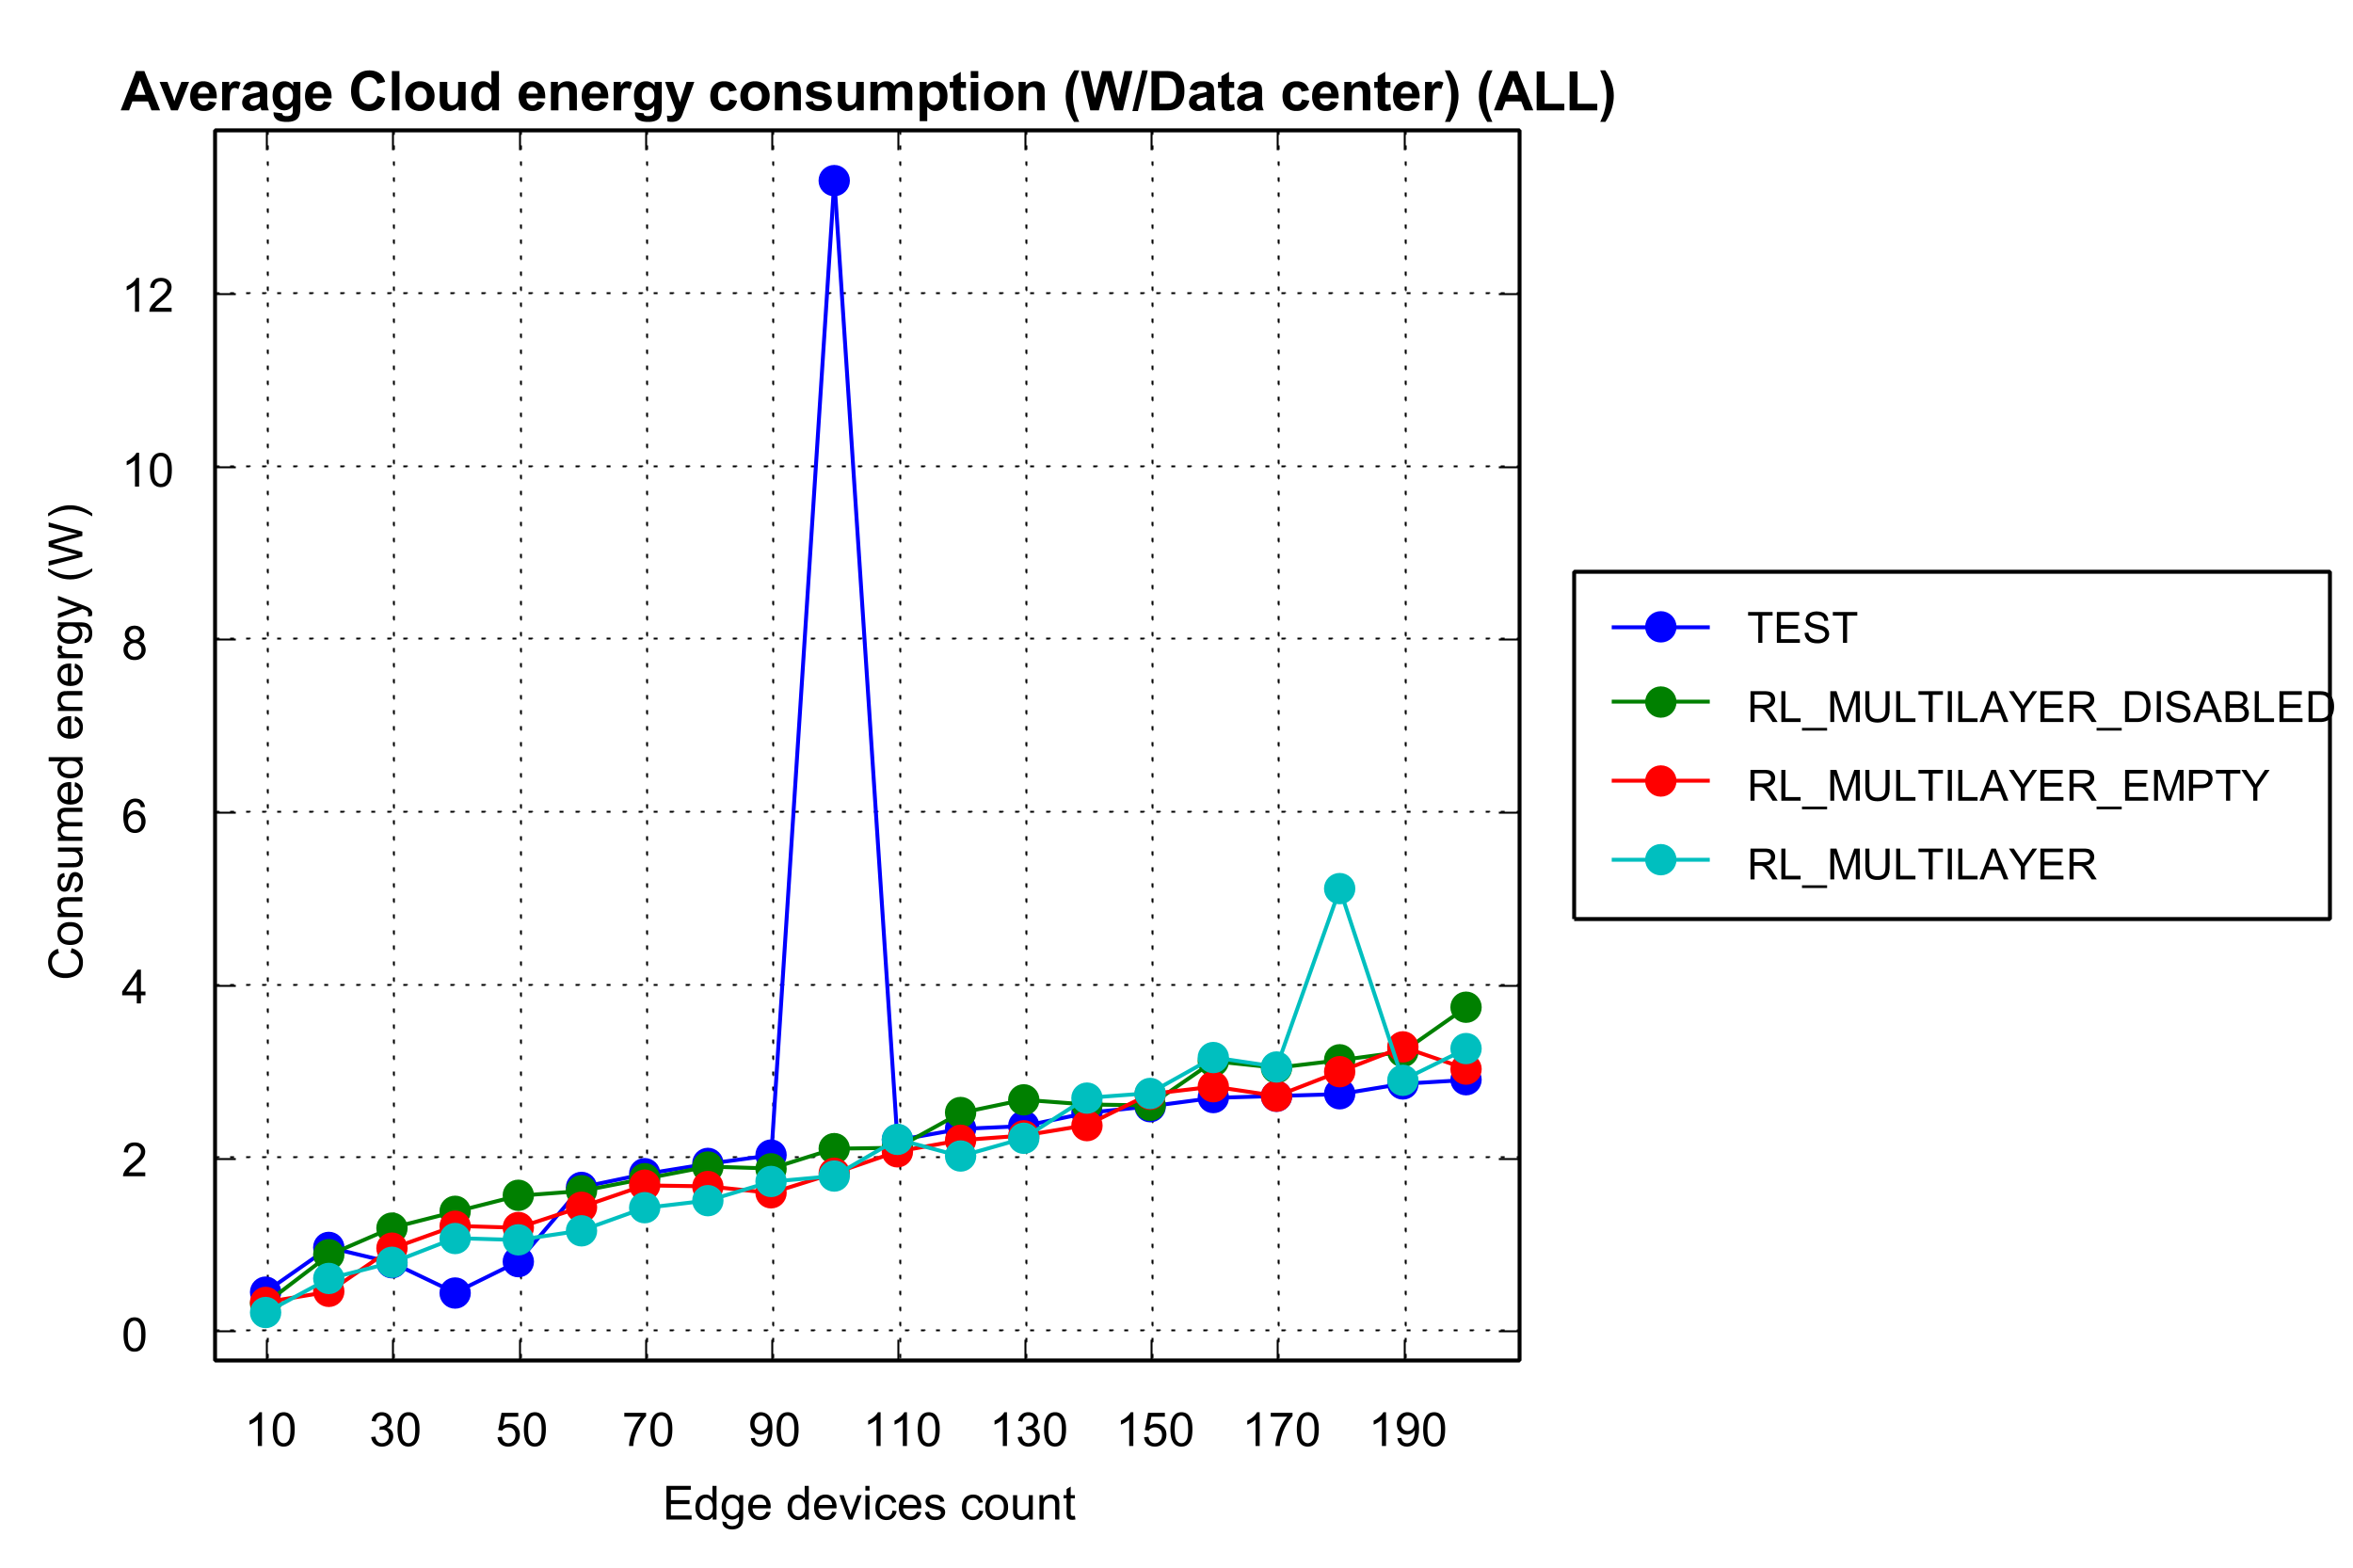 Average Cloud energy consumption (W/Data center) (ALL)
12
10
8
6
4
2
0
Consumed energy (W)
10 30 50 70 90 110 130 150 170 190
Edge devices count
TEST
RL_MULTILAYER_DISABLED
RL_MULTILAYER_EMPTY
RL_MULTILAYER